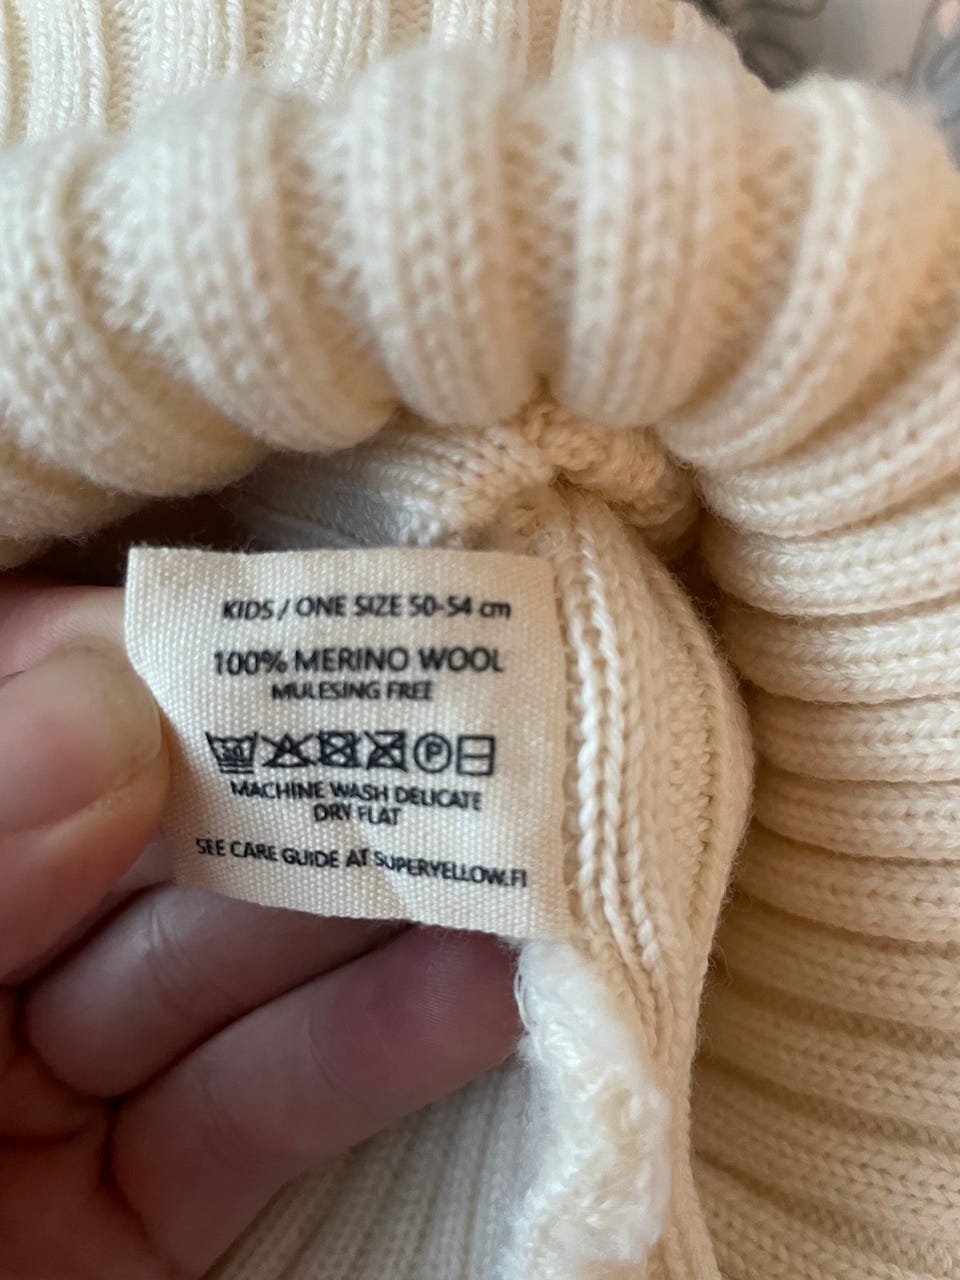 KIDS / ONE SIZE 50-54 cm
100% MERINO WOOL
MULESING FREE
P
MACHINE WASH DELICATE
DRY FLAT
SEE CARE GUIDE AT SUPERYELLOW.FI